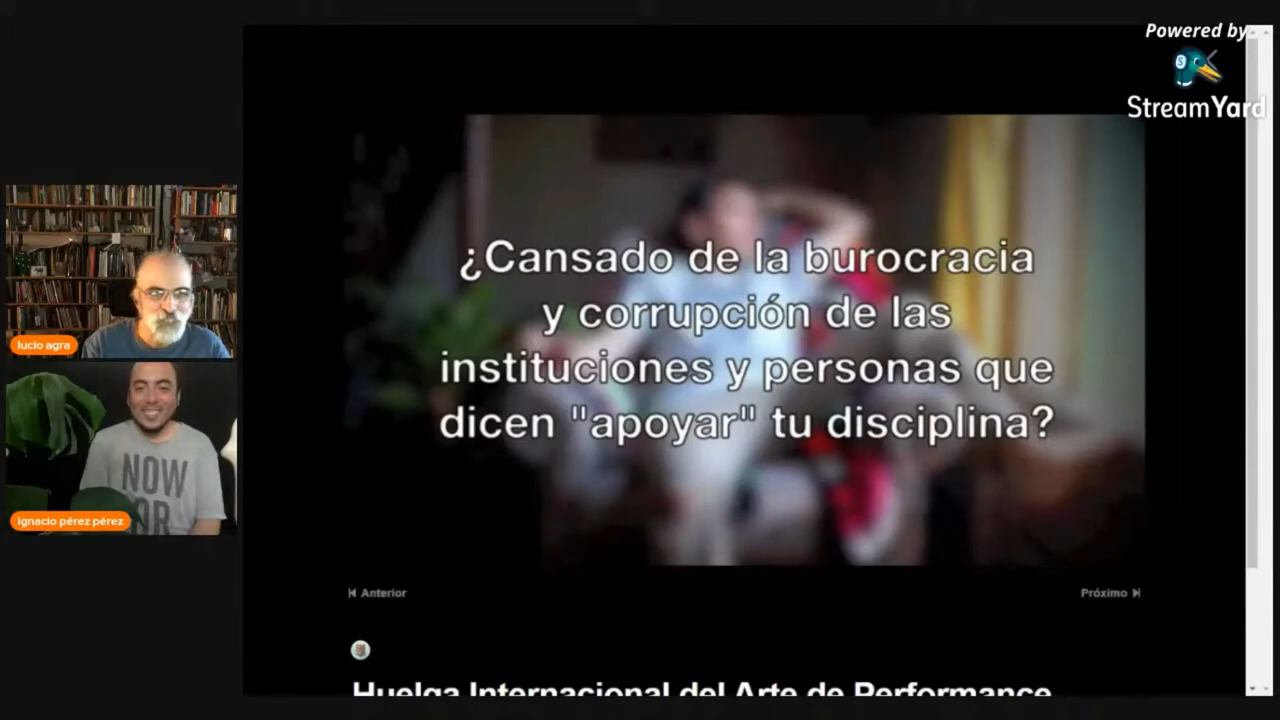 Powered by
StreamYard
¿Cansado de la burocracia
y corrupción de las
instituciones y personas que
dicen "apoyar" tu disciplina?
lucio agra
NOW
OR
ignacio pérez pérez
Anterior
Próximo
Huelga Internacional del Arte de Performance